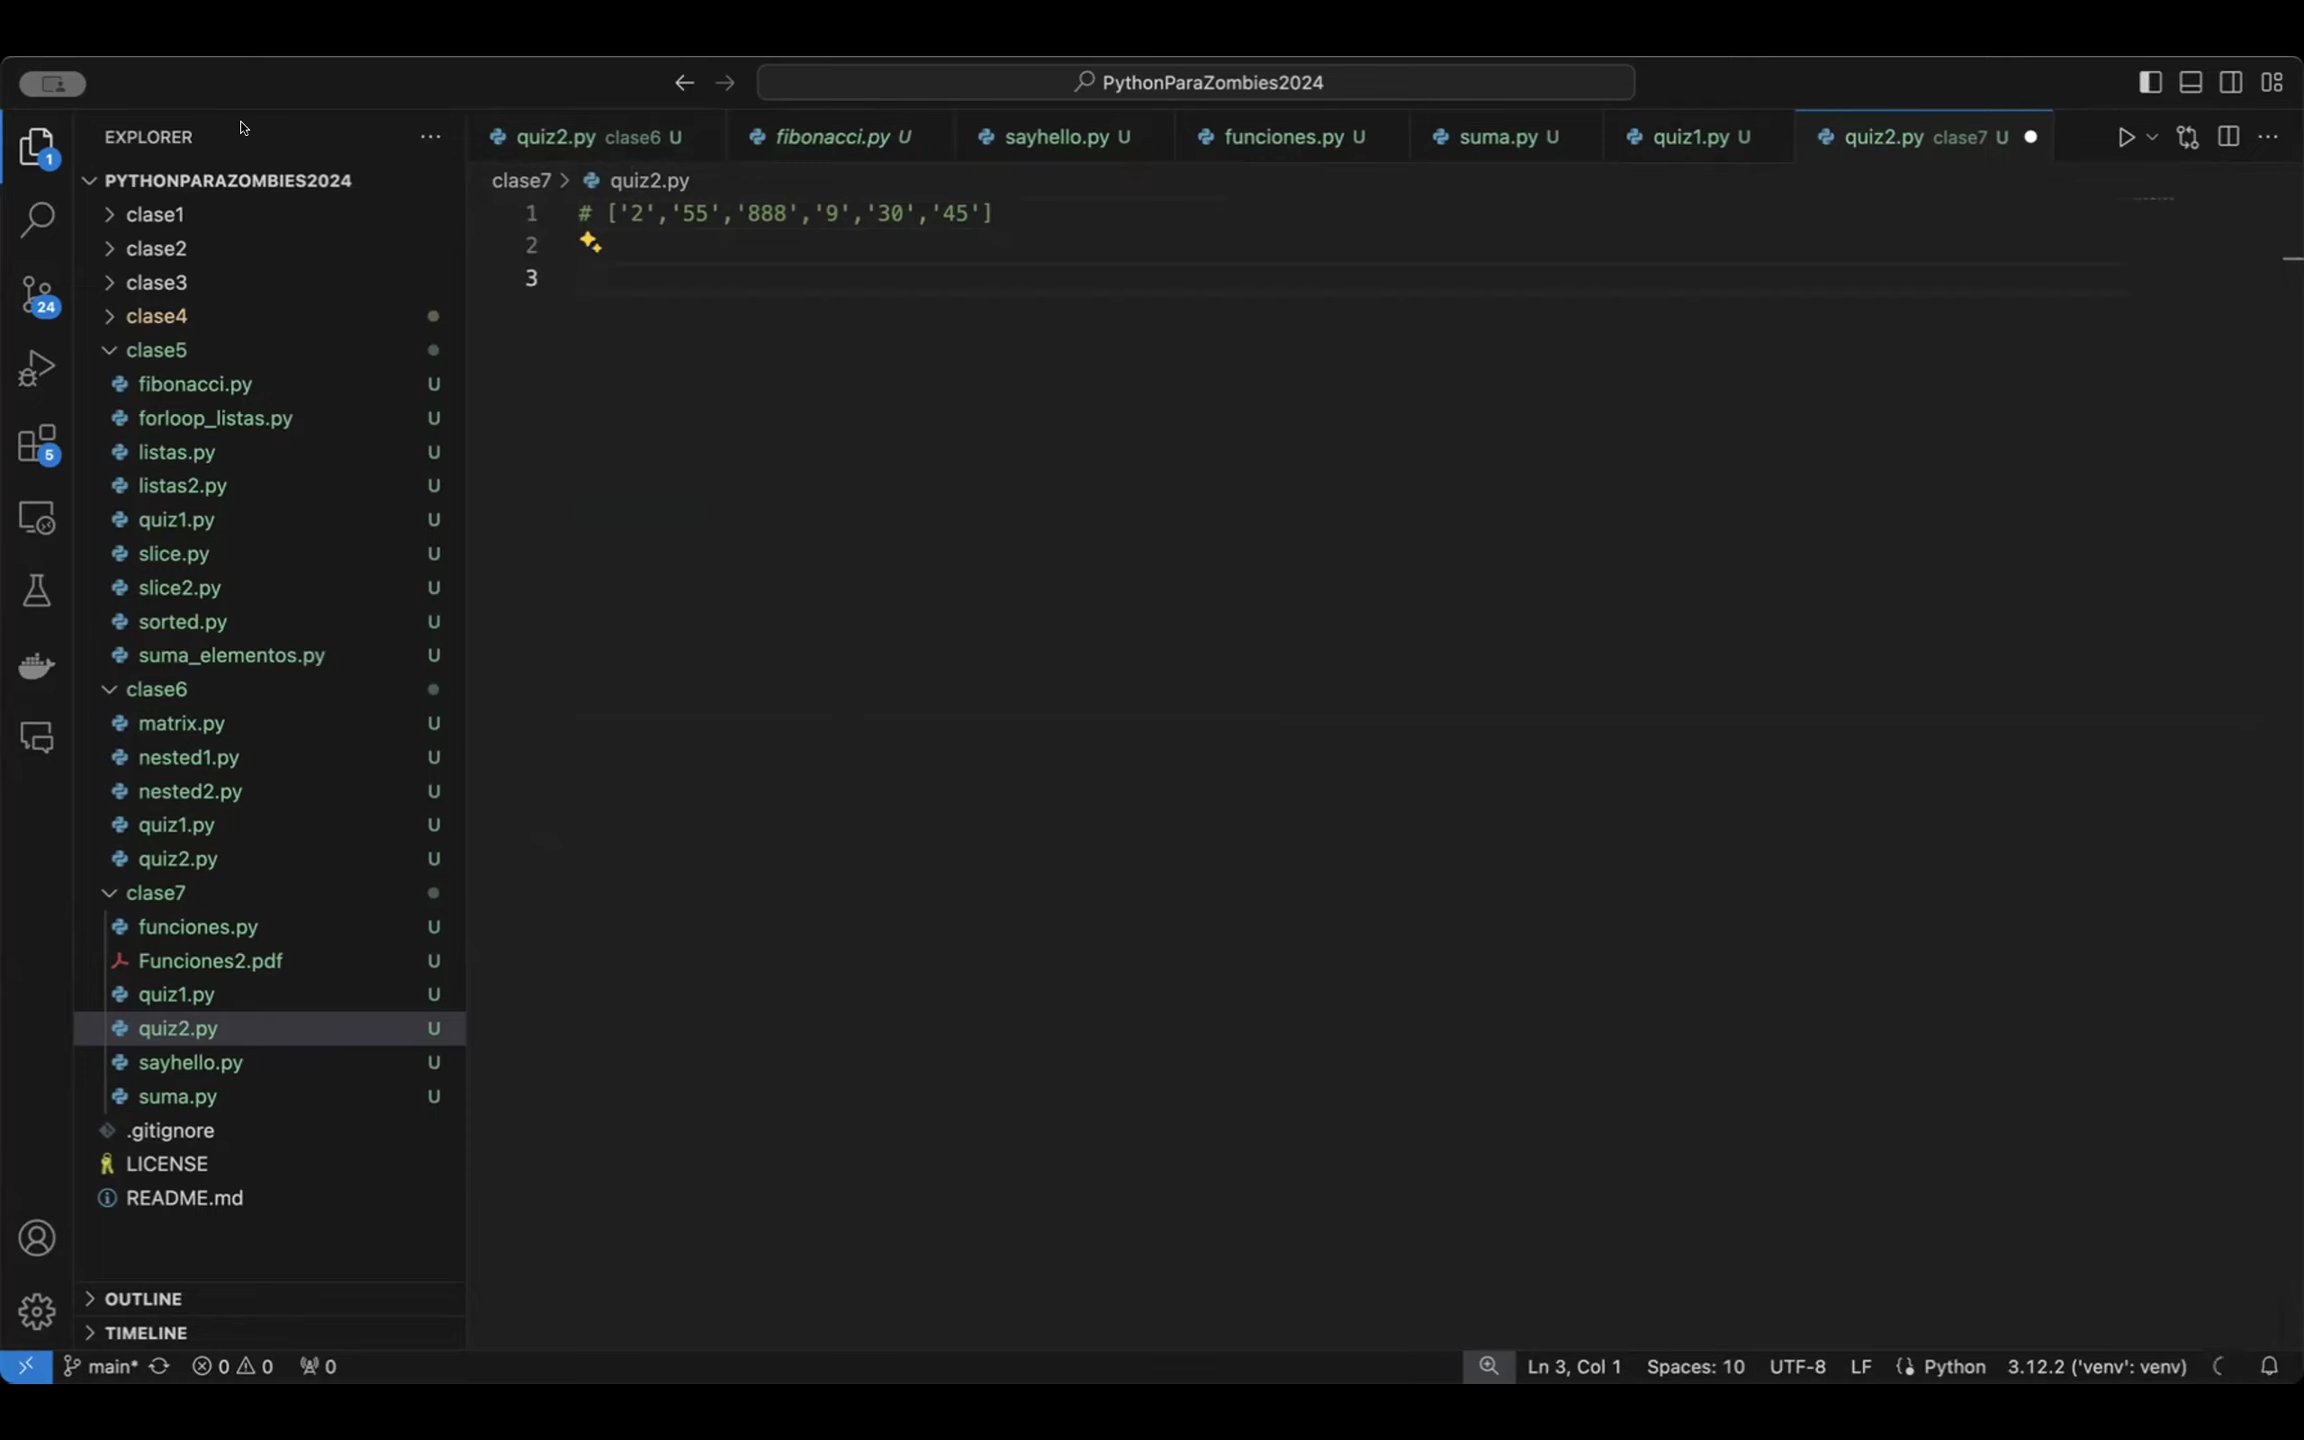 PythonParaZombies2024
EXPLORER
quiz2.py clase6 U
fibonacci.py U
sayhello.py U
funciones.py U
suma.py U
quiz1.py U
quiz2.py clase7 U
1
24
5
PYTHONPARAZOMBIES2024
clase1
clase2
clase3
clase4
clase5
fibonacci.py U
forloop_listas.py U
listas.py U
listas2.py U
quiz1.py U
slice.py U
slice2.py U
sorted.py U
suma_elementos.py U
clase6
matrix.py U
nested1.py U
nested2.py U
quiz1.py U
quiz2.py U
clase7
funciones.py U
Funciones2.pdf U
quiz1.py U
quiz2.py U
sayhello.py U
suma.py U
.gitignore
LICENSE
README.md
OUTLINE
TIMELINE
clase7 > quiz2.py
1 # ['2','55','888','9','30','45']
2
3
main* 0 0 0
Ln 3, Col 1 Spaces: 10 UTF-8 LF Python 3.12.2 ('venv': venv)